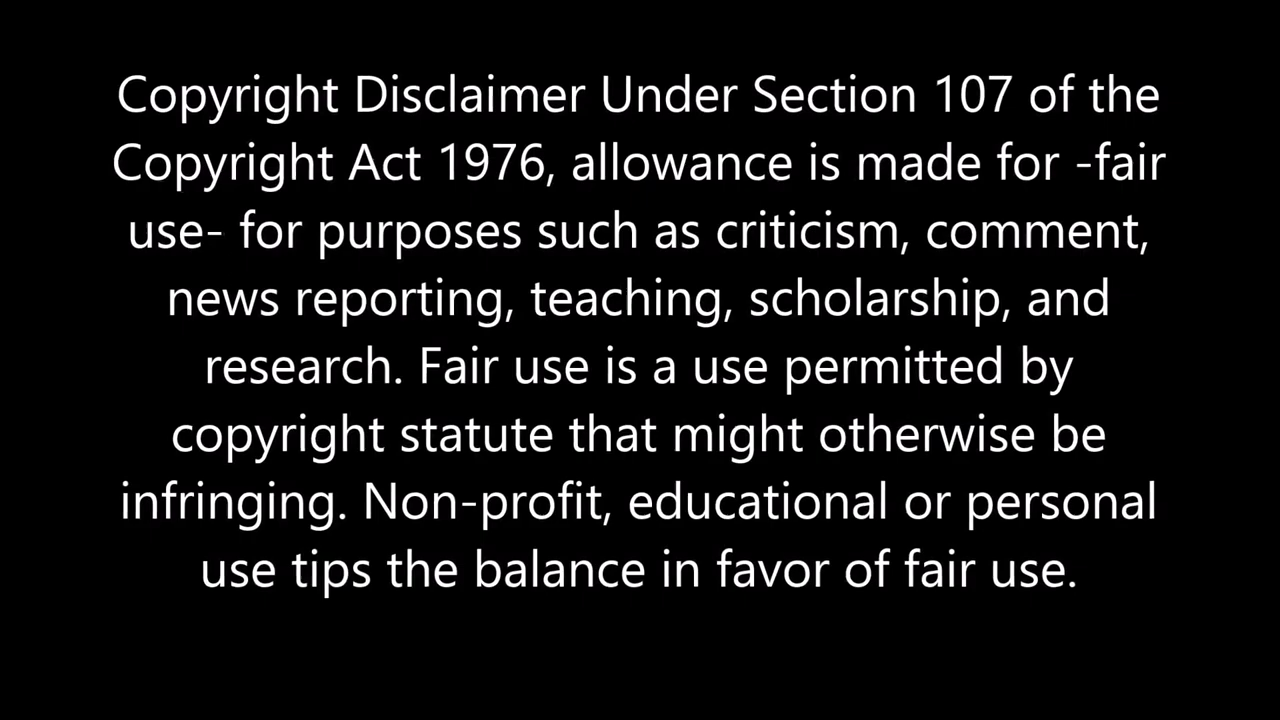 Copyright Disclaimer Under Section 107 of the
Copyright Act 1976, allowance is made for -fair
use- for purposes such as criticism, comment,
news reporting, teaching, scholarship, and
research. Fair use is a use permitted by
copyright statute that might otherwise be
infringing. Non-profit, educational or personal
use tips the balance in favor of fair use.